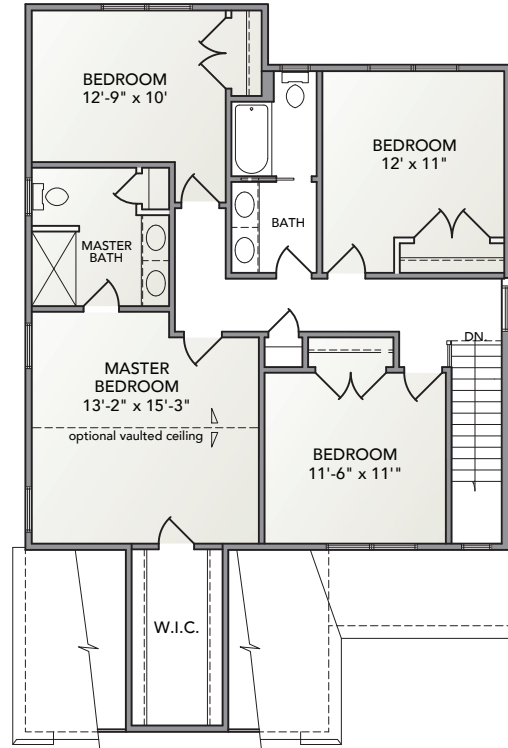 BEDROOM
12'-9" x 10'
BEDROOM
12' x 11"
BATH
MASTER
BATH
DN.
MASTER
BEDROOM
13'-2" x 15'-3"
optional vaulted ceiling
BEDROOM
11'-6" x 11'"
W.I.C.